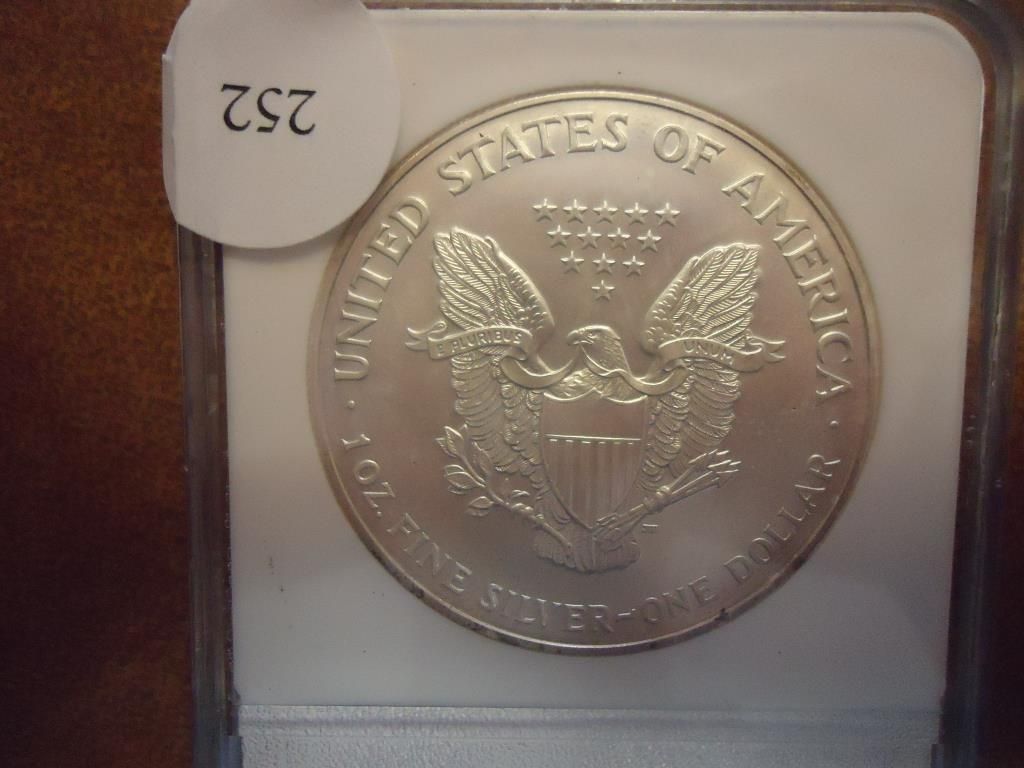 252
UNITED STATES OF AMERICA
E PLURIBUS UNUM
· 1 OZ. FINE SILVER~ONE DOLLAR ·